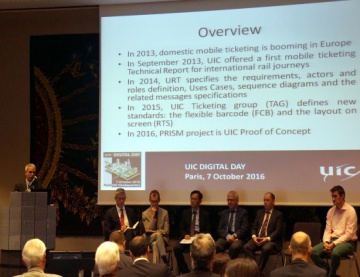 Overview
• In 2013, domestic mobile ticketing is booming in Europe
• In September 2013, UIC offered a first mobile ticketing
Technical Report for international rail journeys
• In 2014, URT specifies the requirements, actors and
roles definition, Uses Cases, sequence diagrams and the
related messages specifications
• In 2015, UIC Ticketing group (TAG) defines new
standards: the flexible barcode (FCB) and the layout on
screen (RTS)
• In 2016, PRISM project is UIC Proof of Concept
DIGITAL DAY
UIC DIGITAL DAY
Paris, 7 October 2016
uic